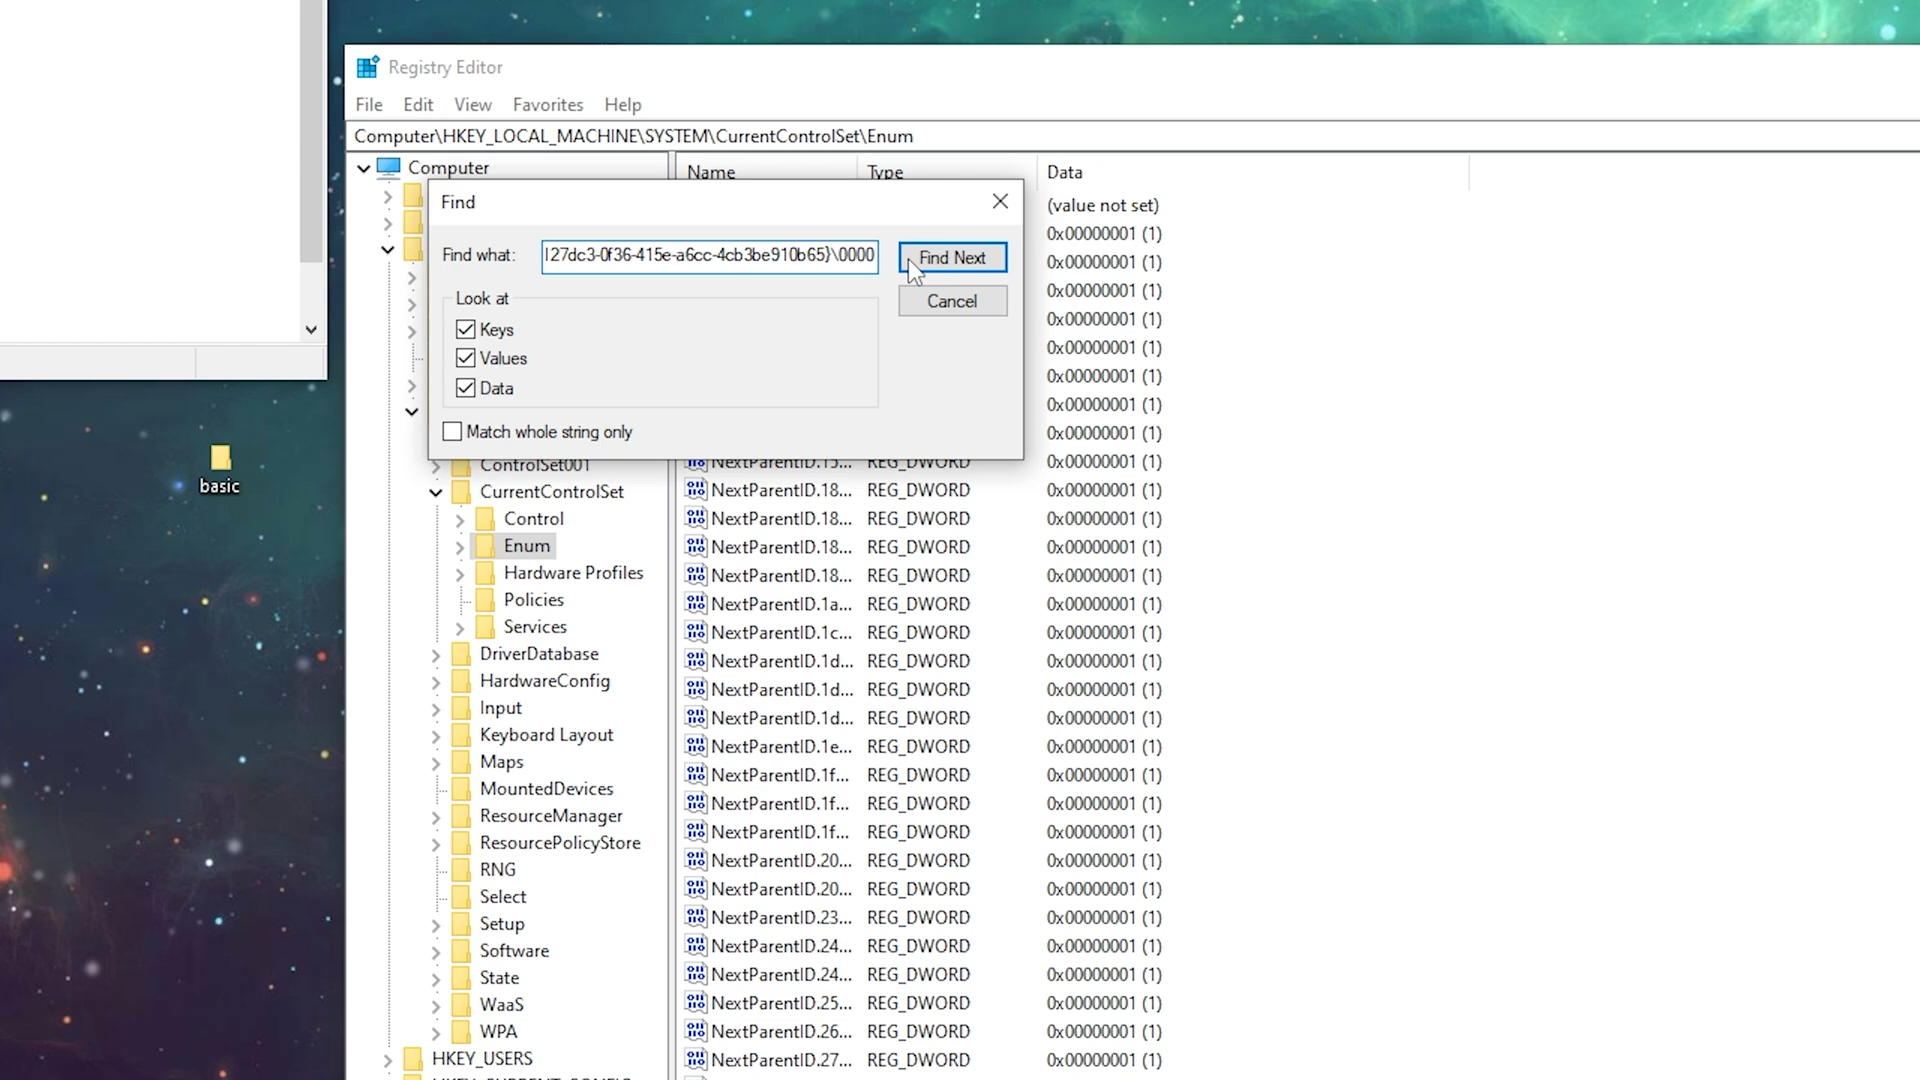 Registry Editor
File Edit View Favorites Help
Computer\HKEY_LOCAL_MACHINE\SYSTEM\CurrentControlSet\Enum
Computer
Name Type Data
Find
Find what: 27dc3-0f36-415e-a6cc-4cb3be910b65}\0000
Find Next
Cancel
Look at
Keys
Values
Data
Match whole string only
(value not set)
0x00000001 (1)
0x00000001 (1)
0x00000001 (1)
0x00000001 (1)
0x00000001 (1)
0x00000001 (1)
0x00000001 (1)
0x00000001 (1)
basic
ControlSet001
CurrentControlSet
Control
Enum
Hardware Profiles
Policies
Services
DriverDatabase
HardwareConfig
Input
Keyboard Layout
Maps
MountedDevices
ResourceManager
ResourcePolicyStore
RNG
Select
Setup
Software
State
WaaS
WPA
HKEY_USERS
NextParentID.15... REG_DWORD 0x00000001 (1)
NextParentID.18... REG_DWORD 0x00000001 (1)
NextParentID.18... REG_DWORD 0x00000001 (1)
NextParentID.18... REG_DWORD 0x00000001 (1)
NextParentID.18... REG_DWORD 0x00000001 (1)
NextParentID.1a... REG_DWORD 0x00000001 (1)
NextParentID.1c... REG_DWORD 0x00000001 (1)
NextParentID.1d... REG_DWORD 0x00000001 (1)
NextParentID.1d... REG_DWORD 0x00000001 (1)
NextParentID.1d... REG_DWORD 0x00000001 (1)
NextParentID.1e... REG_DWORD 0x00000001 (1)
NextParentID.1f... REG_DWORD 0x00000001 (1)
NextParentID.1f... REG_DWORD 0x00000001 (1)
NextParentID.1f... REG_DWORD 0x00000001 (1)
NextParentID.20... REG_DWORD 0x00000001 (1)
NextParentID.20... REG_DWORD 0x00000001 (1)
NextParentID.23... REG_DWORD 0x00000001 (1)
NextParentID.24... REG_DWORD 0x00000001 (1)
NextParentID.24... REG_DWORD 0x00000001 (1)
NextParentID.25... REG_DWORD 0x00000001 (1)
NextParentID.26... REG_DWORD 0x00000001 (1)
NextParentID.27... REG_DWORD 0x00000001 (1)